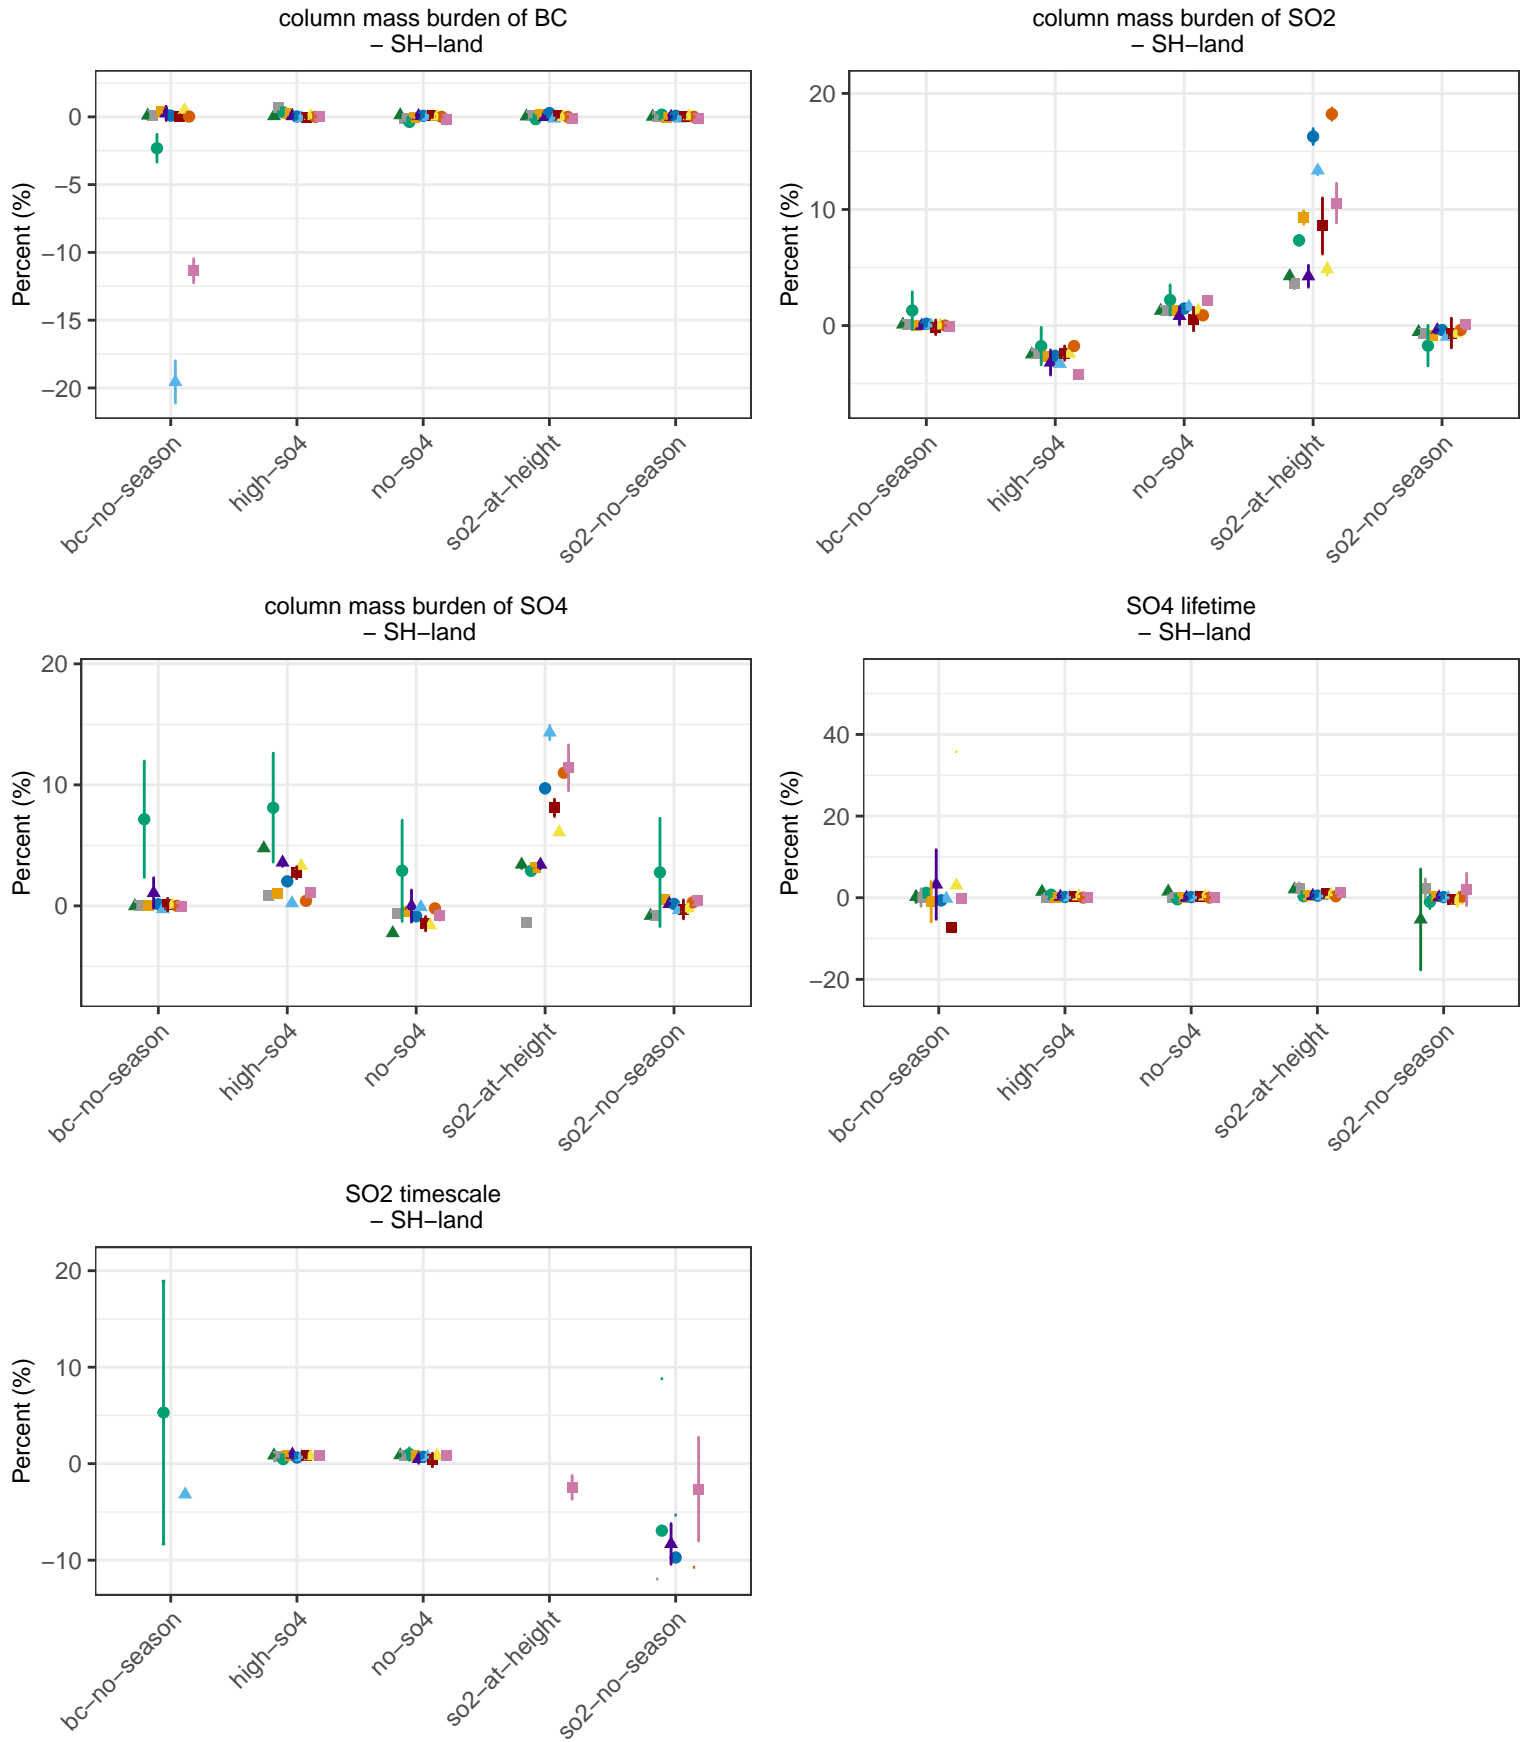 column mass burden of BC
− SH−land
Percent (%)
0
−5
−10
−15
−20
bc−no−season
high−so4
no−so4
so2−at−height
so2−no−season
column mass burden of SO2
− SH−land
Percent (%)
20
10
0
bc−no−season
high−so4
no−so4
so2−at−height
so2−no−season
column mass burden of SO4
− SH−land
Percent (%)
20
10
0
bc−no−season
high−so4
no−so4
so2−at−height
so2−no−season
SO4 lifetime
− SH−land
Percent (%)
40
20
0
−20
bc−no−season
high−so4
no−so4
so2−at−height
so2−no−season
SO2 timescale
− SH−land
Percent (%)
20
10
0
−10
bc−no−season
high−so4
no−so4
so2−at−height
so2−no−season